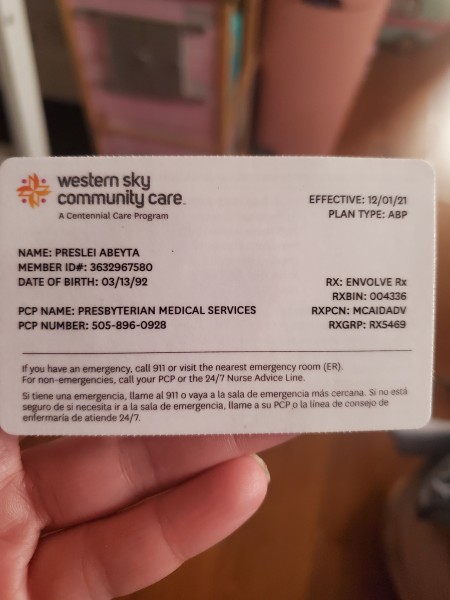 western sky
community care.
A Centennial Care Program
EFFECTIVE: 12/01/21
PLAN TYPE: ABP
NAME: PRESLEI ABEYTA
MEMBER ID#: 3632967580
DATE OF BIRTH: 03/13/92
RX: ENVOLVE Rx
RXBIN: 004336
PCP NAME: PRESBYTERIAN MEDICAL SERVICES
RXPCN: MCAIDADV
PCP NUMBER: 505-896-0928
RXGRP: RX5469
If you have an emergency, call 911 or visit the nearest emergency room (ER).
For non-emergencies, call your PCP or the 24/7 Nurse Advice Line.
Si tiene una emergencia, llame al 911 o vaya a la sala de emergencia más cercana. Si no está
seguro de si necesita ir a la sala de emergencia, llame a su PCP o la línea de consejo de
enfermaría de atiende 24/7.